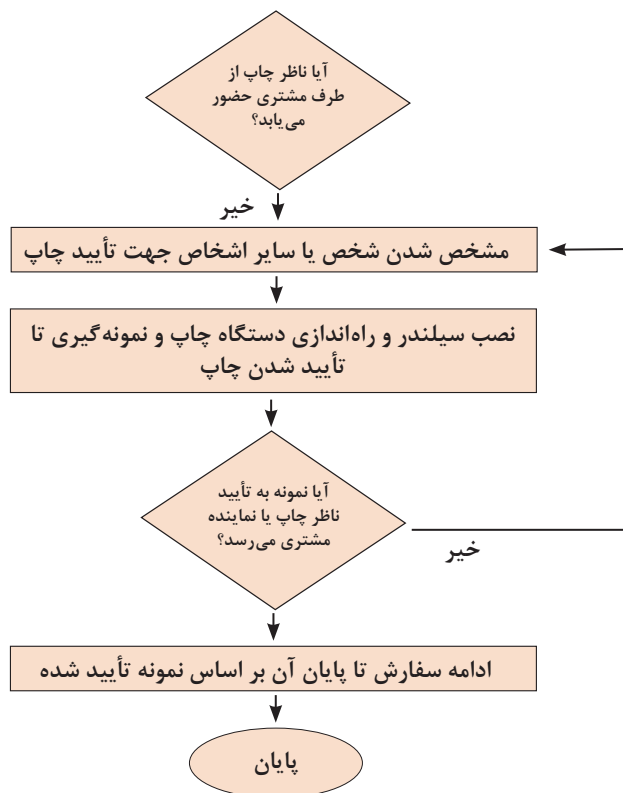 آیا ناظر چاپ از
طرف مشتری حضور
می‌یابد؟
خیر
مشخص شدن شخص یا سایر اشخاص جهت تأیید چاپ
نصب سیلندر و راه‌اندازی دستگاه چاپ و نمونه‌گیری تا
تأیید شدن چاپ
آیا نمونه به تأیید
ناظر چاپ یا نماینده
مشتری می‌رسد؟
خیر
ادامه سفارش تا پایان آن بر اساس نمونه تأیید شده
پایان